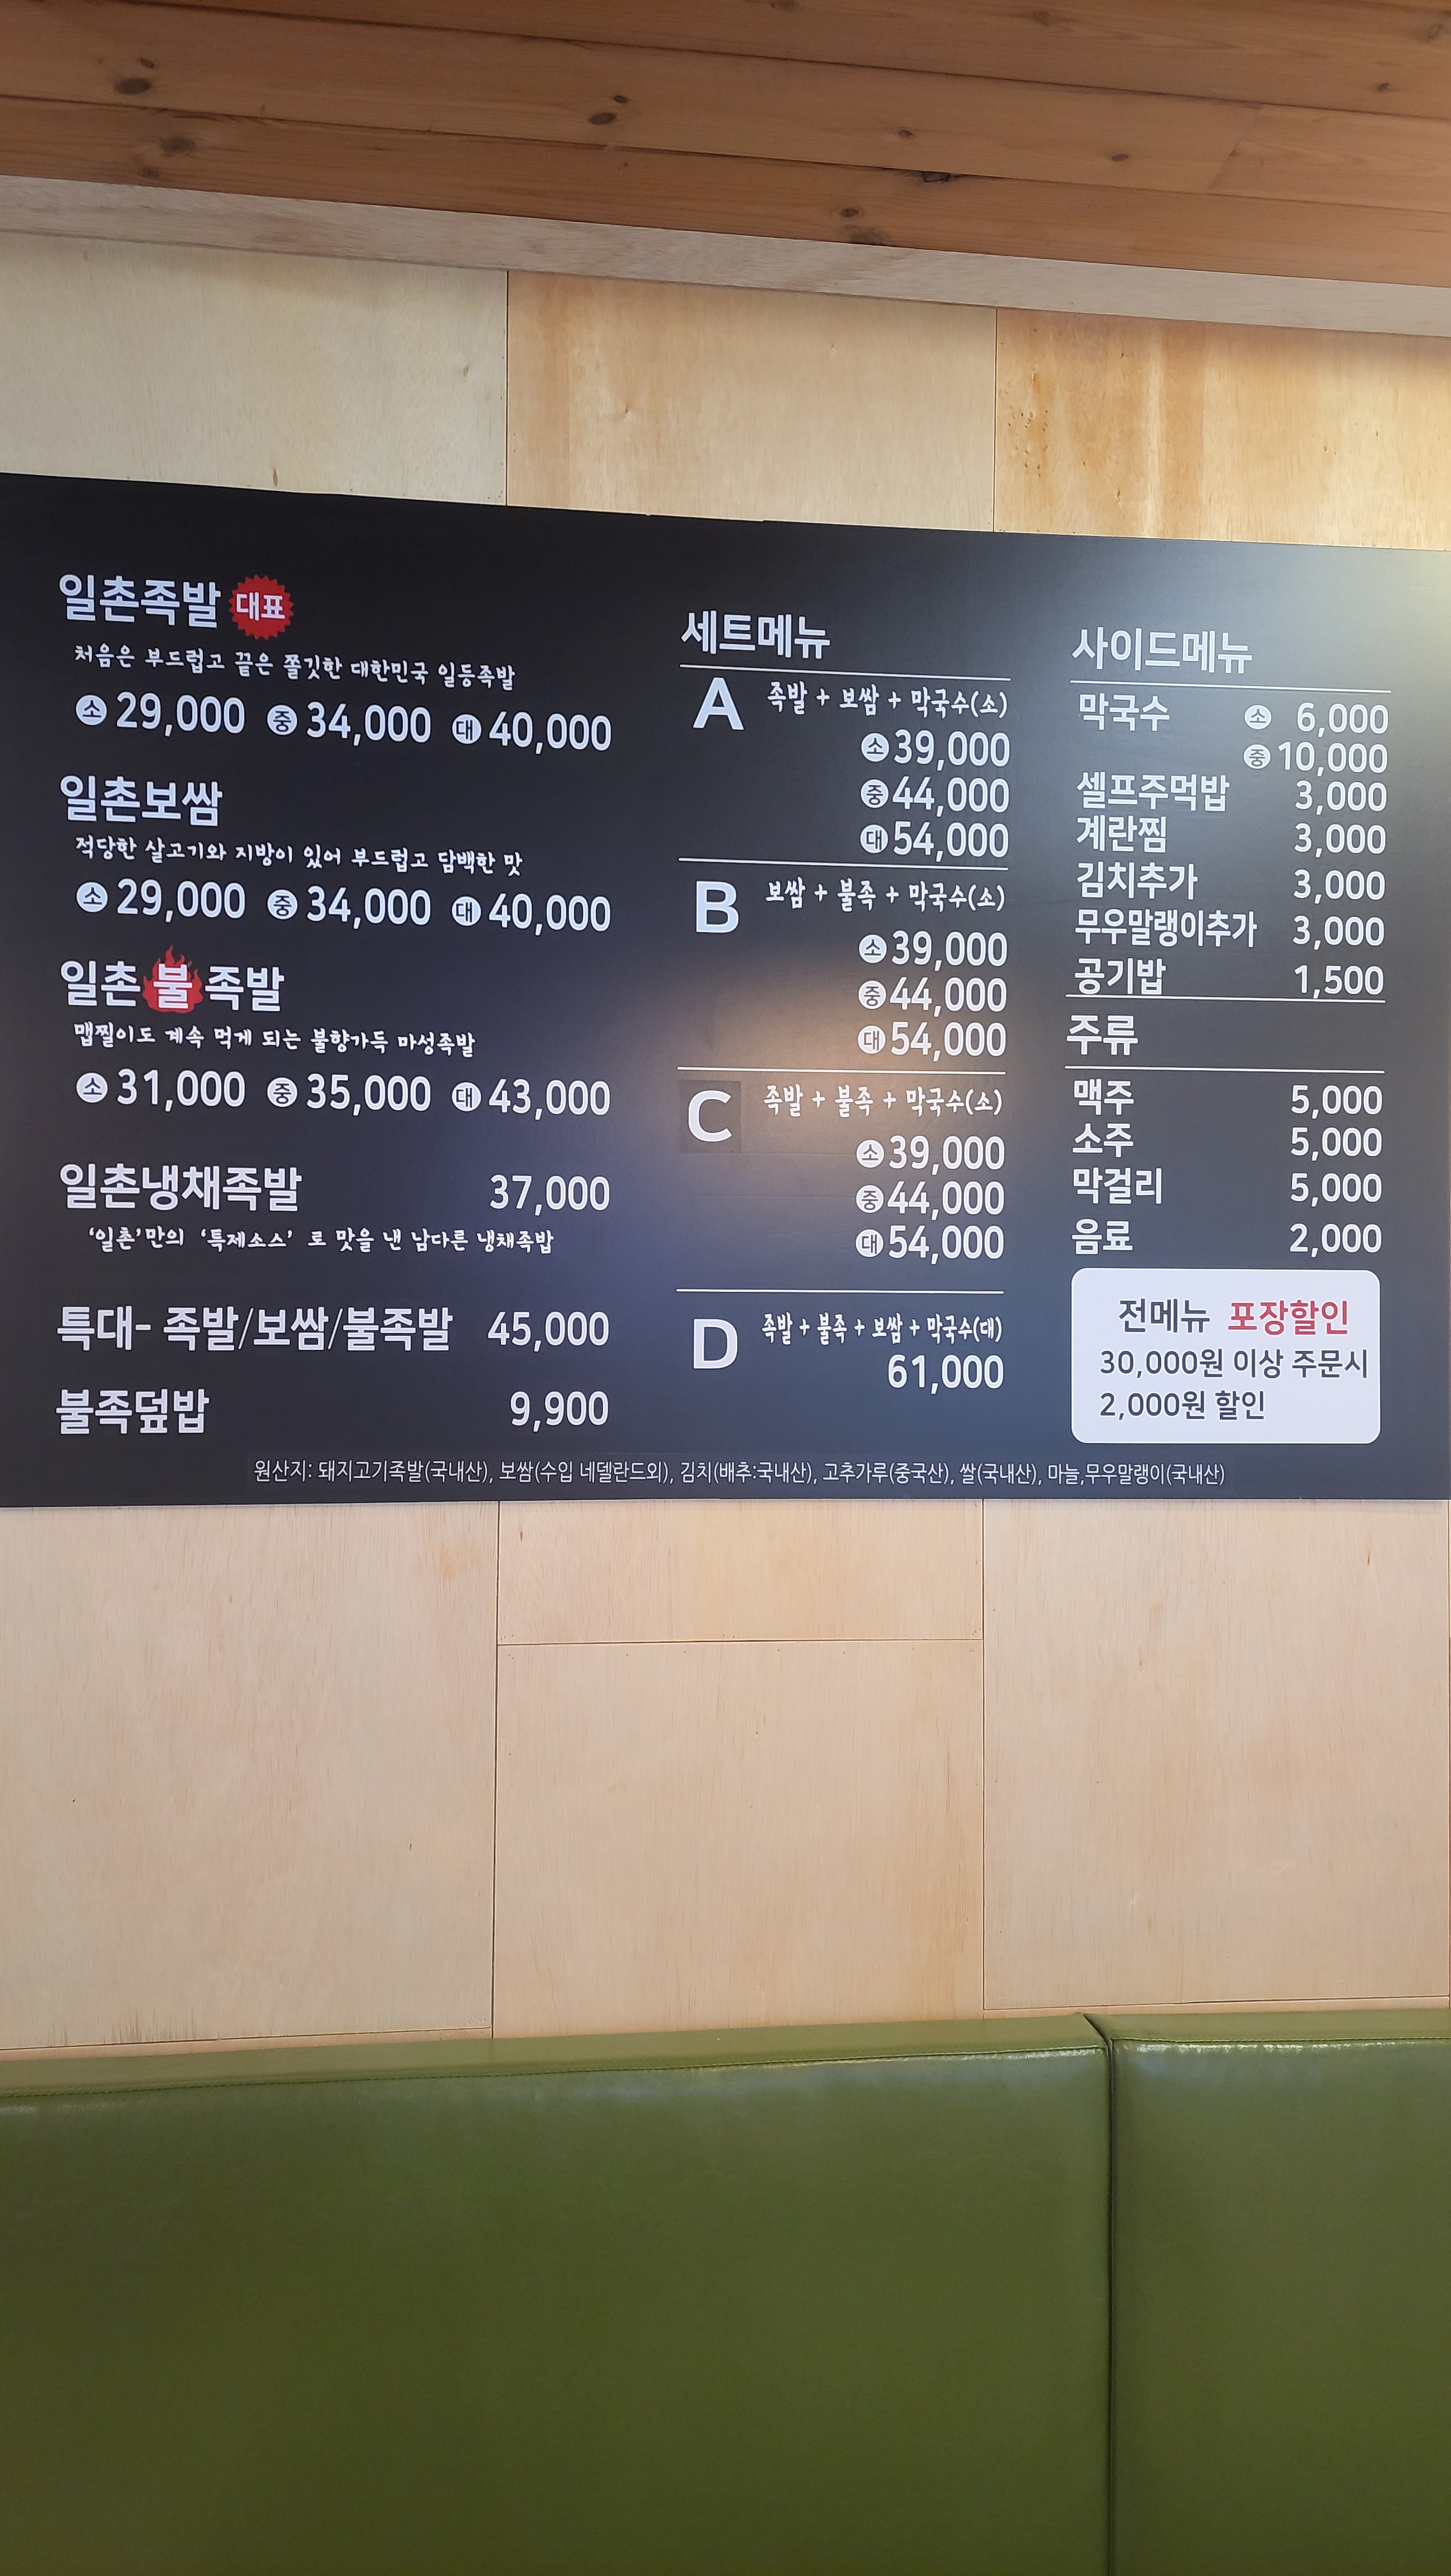 일촌족발 대표
처음은 부드럽고 끝은 쫄깃한 대한민국 일등족발
소 29,000 중 34,000 대 40,000
일촌보쌈
적당한 살고기와 지방이 있어 부드럽고 담백한 맛
소 29,000 중 34,000 대 40,000
일촌 불 족발
맵찔이도 계속 먹게 되는 불향가득 마성족발
소 31,000 중 35,000 대 43,000
일촌냉채족발 37,000
'일촌'만의 '특제소스' 로 맛을 낸 남다른 냉채족밥
특대- 족발/보쌈/불족발 45,000
불족덮밥 9,900
세트메뉴
A 족발 + 보쌈 + 막국수(소)
소 39,000
중 44,000
대 54,000
B 보쌈 + 불족 + 막국수(소)
소 39,000
중 44,000
대 54,000
C 족발 + 불족 + 막국수(소)
소 39,000
중 44,000
대 54,000
D 족발 + 불족 + 보쌈 + 막국수(대)
61,000
사이드메뉴
막국수 소 6,000
중 10,000
셀프주먹밥 3,000
계란찜 3,000
김치추가 3,000
무우말랭이추가 3,000
공기밥 1,500
주류
맥주 5,000
소주 5,000
막걸리 5,000
음료 2,000
전메뉴 포장할인
30,000원 이상 주문시
2,000원 할인
원산지: 돼지고기족발(국내산), 보쌈(수입 네델란드외), 김치(배추:국내산), 고추가루(중국산), 쌀(국내산), 마늘,무우말랭이(국내산)